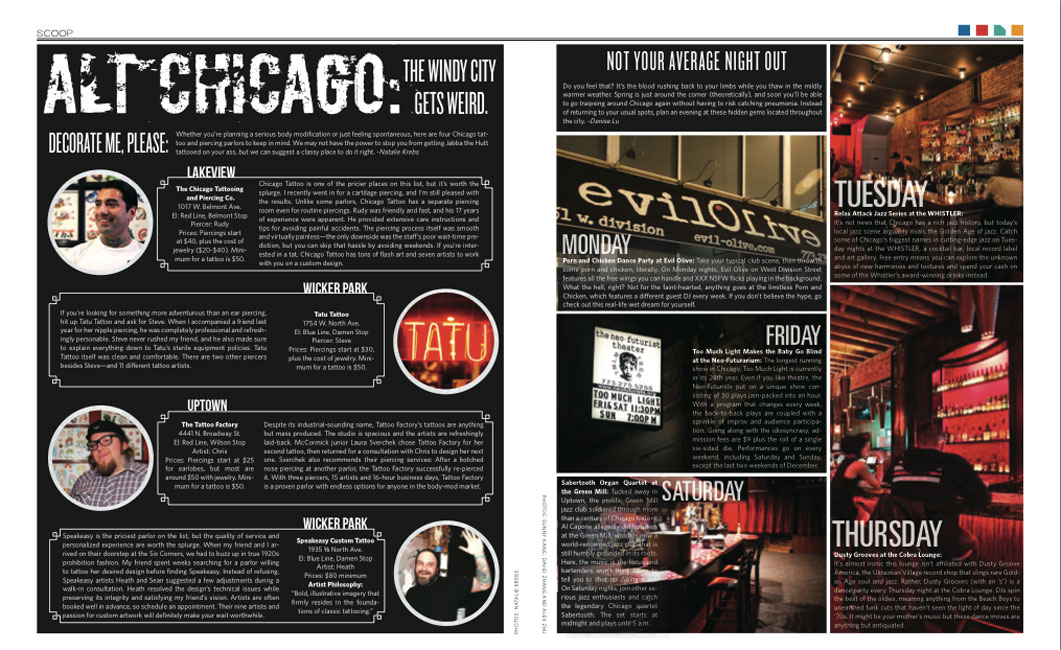 SCOOP
ALT CHICAGO:
THE WINDY CITY
GETS WEIRD.
DECORATE ME, PLEASE:
Whether you're planning a serious body modification or just feeling spontaneous, here are four Chicago tat-
too and piercing parlors to keep in mind. We may not have the power to stop you from getting Jabba the Hutt
tattooed on your ass, but we can suggest a classy place to do it right. -Natalie Krebs
LAKEVIEW
The Chicago Tattooing
and Piercing Co.
1017 W. Belmont Ave.
El: Red Line, Belmont Stop
Piercer: Rudy
Prices: Piercings start
at $40, plus the cost of
jewelry ($20-$40). Mini-
mum for a tattoo is $50.
Chicago Tattoo is one of the pricier places on this list, but it's worth the
splurge. I recently went in for a cartilage piercing, and I'm still pleased with
the results. Unlike some parlors, Chicago Tattoo has a separate piercing
room even for routine piercings. Rudy was friendly and fast, and his 17 years
of experience were apparent. He provided extensive care instructions and
tips for avoiding painful accidents. The piercing process itself was smooth
and virtually painless—the only downside was the staff's poor wait-time pre-
diction, but you can skip that hassle by avoiding weekends. If you're inter-
ested in a tat, Chicago Tattoo has tons of flash art and seven artists to work
with you on a custom design.
WICKER PARK
If you're looking for something more adventurous than an ear piercing,
hit up Tatu Tattoo and ask for Steve. When I accompanied a friend last
year for her nipple piercing, he was completely professional and refresh-
ingly personable. Steve never rushed my friend, and he also made sure
to explain everything down to Tatu's sterile equipment policies. Tatu
Tattoo itself was clean and comfortable. There are two other piercers
besides Steve—and 11 different tattoo artists.
Tatu Tattoo
1754 W. North Ave.
El: Blue Line, Damen Stop
Piercer: Steve
Prices: Piercings start at $30,
plus the cost of jewelry. Mini-
mum for a tattoo is $50.
TATU
UPTOWN
The Tattoo Factory
4441 N. Broadway St.
El: Red Line, Wilson Stop
Artist: Chris
Prices: Piercings start at $25
for earlobes, but most are
around $50 with jewelry. Mini-
mum for a tattoo is $50.
Despite its industrial-sounding name, Tattoo Factory's tattoos are anything
but mass produced. The studio is spacious and the artists are refreshingly
laid-back. McCormick junior Laura Sverchek chose Tattoo Factory for her
second tattoo, then returned for a consultation with Chris to design her next
one. Sverchek also recommends their piercing services: After a botched
nose piercing at another parlor, the Tattoo Factory successfully re-pierced
it. With three piercers, 15 artists and 16-hour business days, Tattoo Factory
is a proven parlor with endless options for anyone in the body-mod market.
WICKER PARK
Speakeasy is the priciest parlor on the list, but the quality of service and
personalized experience are worth the splurge. When my friend and I ar-
rived on their doorstep at the Six Corners, we had to buzz up in true 1920s
prohibition fashion. My friend spent weeks searching for a parlor willing
to tattoo her desired design before finding Speakeasy. Instead of refusing,
Speakeasy artists Heath and Sean suggested a few adjustments during a
walk-in consultation. Heath resolved the design's technical issues while
preserving its integrity and satisfying my friend's vision. Artists are often
booked well in advance, so schedule an appointment. Their nine artists and
passion for custom artwork will definitely make your wait worthwhile.
Speakeasy Custom Tattoo
1935 ½ North Ave.
El: Blue Line, Damen Stop
Artist: Heath
Prices: $80 minimum
Artist Philosophy:
"Bold, illustrative imagery that
firmly resides in the founda-
tions of classic tattooing."
PHOTOS: NATALIE KREBS
NOT YOUR AVERAGE NIGHT OUT
Do you feel that? It's the blood rushing back to your limbs while you thaw in the mildly
warmer weather. Spring is just around the corner (theoretically), and soon you'll be able
to go traipsing around Chicago again without having to risk catching pneumonia. Instead
of returning to your usual spots, plan an evening at these hidden gems located throughout
the city. -Denise Lu
evilOlive
w. division
evil-olive.com
MONDAY
Porn and Chicken Dance Party at Evil Olive: Take your typical club scene, then throw in
some porn and chicken, literally. On Monday nights, Evil Olive on West Division Street
features all the free wings you can handle and XXX NSFW flicks playing in the background.
What the hell, right? Not for the faint-hearted, anything goes at the limitless Porn and
Chicken, which features a different guest DJ every week. If you don't believe the hype, go
check out this real-life wet dream for yourself.
the neo-futurist
theater
773-275-5255
TOO MUCH LIGHT
FRI&SAT 11:30PM
SUN 7:00PM
FRIDAY
Too Much Light Makes the Baby Go Blind
at the Neo-Futurarium: The longest running
show in Chicago, Too Much Light is currently
in its 24th year. Even if you like theatre, the
Neo-Futurists put on a unique show con-
sisting of 30 plays jam-packed into an hour.
With a program that changes every week,
the back-to-back plays are coupled with a
sprinkle of improv and audience participa-
tion. Going along with the idiosyncrasy, ad-
mission fees are $9 plus the roll of a single
six-sided die. Performances go on every
weekend, including Saturday and Sunday,
except the last two weekends of December.
SATURDAY
Sabertooth Organ Quartet at
the Green Mill: Tucked away in
Uptown, the prolific Green Mill
jazz club soldiered through more
than a century of Chicago history.
Al Capone allegedly
at the Green Mill, which is now a
world-renowned jazz club that is
still humbly grounded in its roots.
Here, the music is the focus and
bartenders won't think twice to
tell you to shut up during a set.
On Saturday nights, join other se-
rious jazz enthusiasts and catch
the legendary Chicago quartet
Sabertooth. The set starts at
midnight and plays until 5 a.m.
PHOTOS: SUNNY KANG, DAVID ZHANG AND ALEX ZHU
TUESDAY
Relax Attack Jazz Series at the WHISTLER:
It's not news that Chicago has a rich jazz history, but today's
local jazz scene arguably rivals the Golden Age of Jazz. Catch
some of Chicago's biggest names in cutting-edge jazz on Tues-
day nights at the WHISTLER, a cocktail bar, local record label
and art gallery. Free entry means you can explore the unknown
abyss of new harmonies and textures and spend your cash on
some of the Whistler's award-winning drinks instead.
THURSDAY
Dusty Grooves at the Cobra Lounge:
It's almost ironic this lounge isn't affiliated with Dusty Groove
America, the Ukrainian Village record shop that slings rare Gold-
en Age soul and jazz. Rather, Dusty Grooves (with an 's') is a
dance party every Thursday night at the Cobra Lounge. DJs spin
the best of the oldies, meaning anything from the Beach Boys to
unearthed funk cuts that haven't seen the light of day since the
'70s. It might be your mother's music but these dance moves are
anything but antiquated.